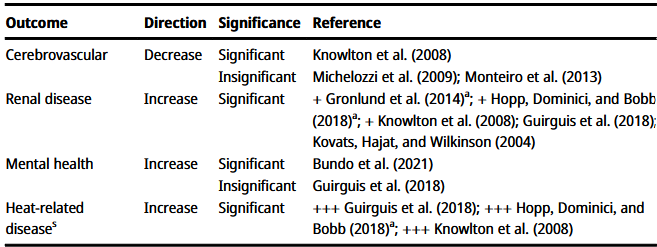 Outcome Direction Significance Reference
Cerebrovascular Decrease Significant Knowlton et al. (2008)
Insignificant Michelozzi et al. (2009); Monteiro et al. (2013)
Renal disease Increase Significant + Gronlund et al. (2014)ᵃ; + Hopp, Dominici, and Bobb
(2018)ᵃ; + Knowlton et al. (2008); Guirguis et al. (2018);
Kovats, Hajat, and Wilkinson (2004)
Mental health Increase Significant Bundo et al. (2021)
Insignificant Guirguis et al. (2018)
Heat-related Increase Significant +++ Guirguis et al. (2018); +++ Hopp, Dominici, and
diseaseˢ Bobb (2018)ᵃ; +++ Knowlton et al. (2008)